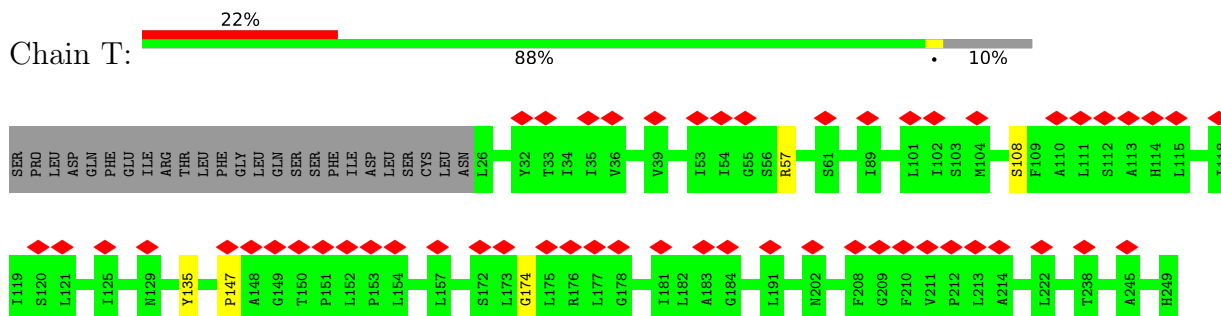 22%
Chain T:
88% • 10%
SER PRO LEU ASP GLN PHE GLU ILE ARG THR LEU PHE GLY LEU GLN SER SER PHE ILE ASP LEU SER CYS LEU ASN L26 Y32 T33 I34 I35 V36 V39 I53 I54 G55 S56 R57 S61 I89 L101 I102 S103 M104 S108 F109 A110 L111 S112 A113 H114 L115
I119 S120 L121 I125 N129 Y135 P147 A148 G149 T150 P151 L152 P153 L154 L157 S172 L173 G174 L175 R176 L177 G178 I181 L182 A183 G184 L191 N202 F208 G209 F210 V211 P212 L213 A214 L222 T238 A245 H249